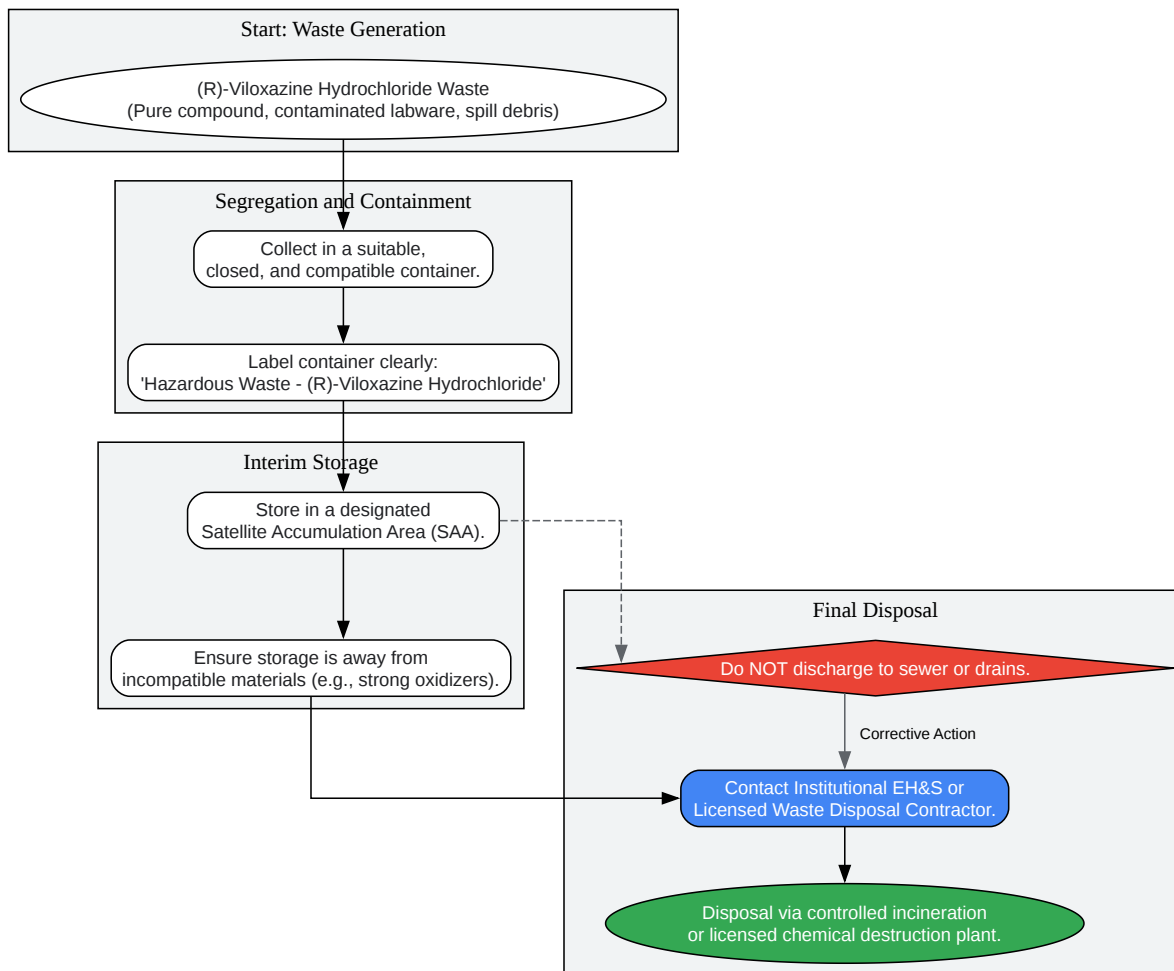 Start: Waste Generation
(R)-Viloxazine Hydrochloride Waste
(Pure compound, contaminated labware, spill debris)
Segregation and Containment
Collect in a suitable,
closed, and compatible container.
Label container clearly:
'Hazardous Waste - (R)-Viloxazine Hydrochloride'
Interim Storage
Store in a designated
Satellite Accumulation Area (SAA).
Ensure storage is away from
incompatible materials (e.g., strong oxidizers).
Final Disposal
Do NOT discharge to sewer or drains.
Corrective Action
Contact Institutional EH&S or
Licensed Waste Disposal Contractor.
Disposal via controlled incineration
or licensed chemical destruction plant.